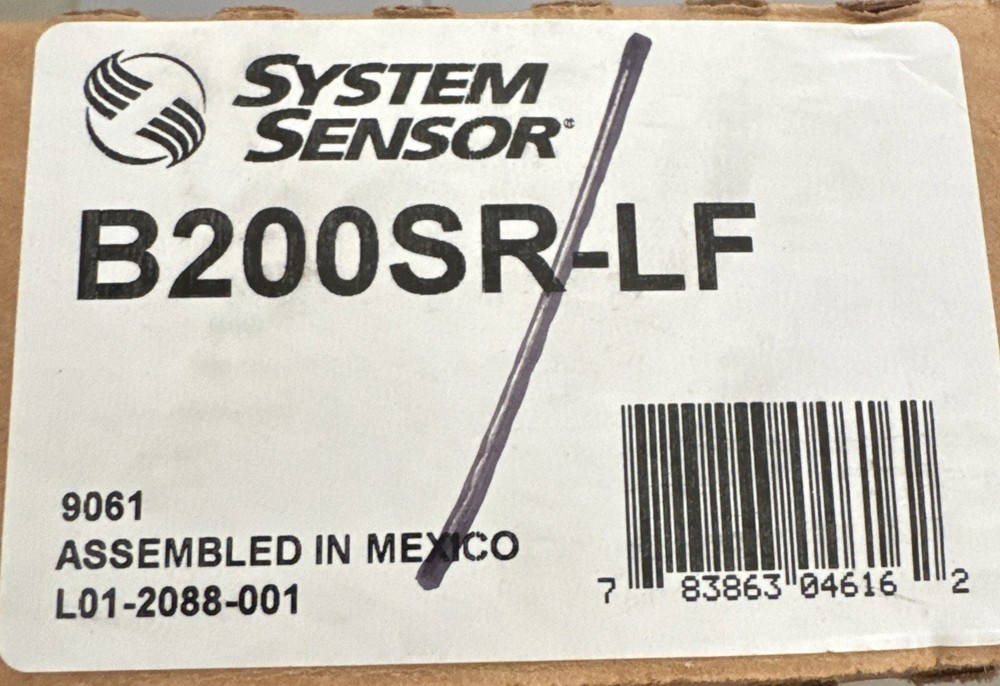 SYSTEM
SENSOR®
B200SR-LF
9061
ASSEMBLED IN MEXICO
L01-2088-001
7 83863 04616 2